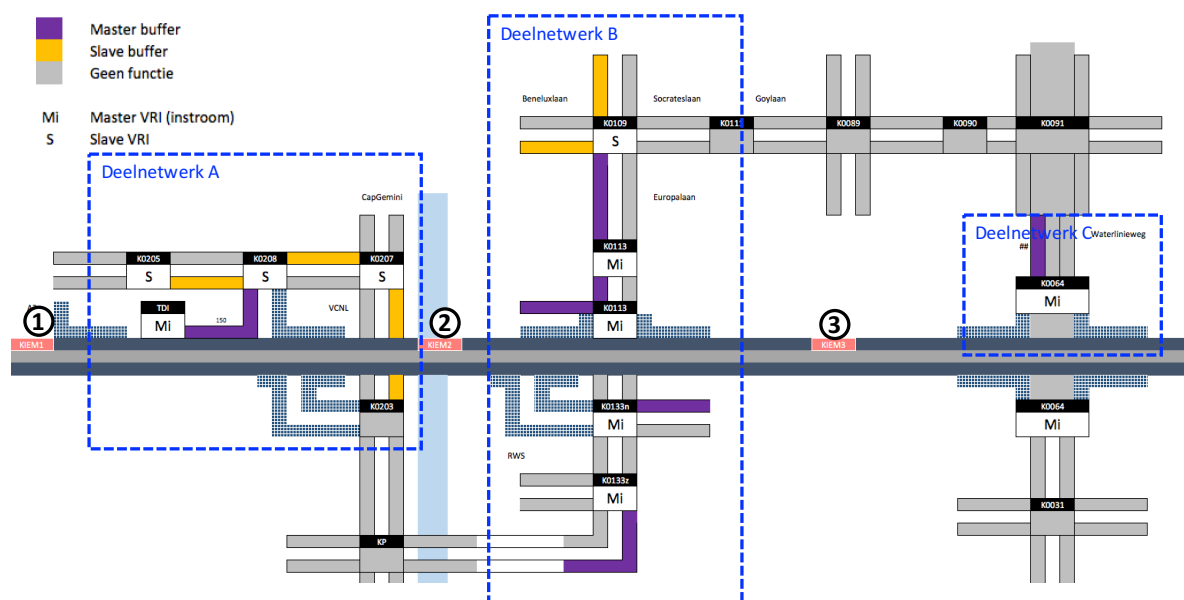 Master buffer
Slave buffer
Geen functie
Mi Master VRI (instroom)
S Slave VRI
Deelnetwerk B
Beneluxlaan
Socrateslaan
Goylaan
K0109
S
K0089
K0090
K0091
Deelnetwerk A
CapGemini
Europalaan
Deelnetwerk C
Waterlinieweg
##
K0205
S
K0208
S
K0207
S
K0113
Mi
K0064
Mi
TDI
Mi
150
VCNL
K0113
Mi
1
KIEM1
2
KIEM2
3
KIEM3
K0203
K0133n
Mi
K0064
Mi
RWS
K0133z
Mi
K0031
KP